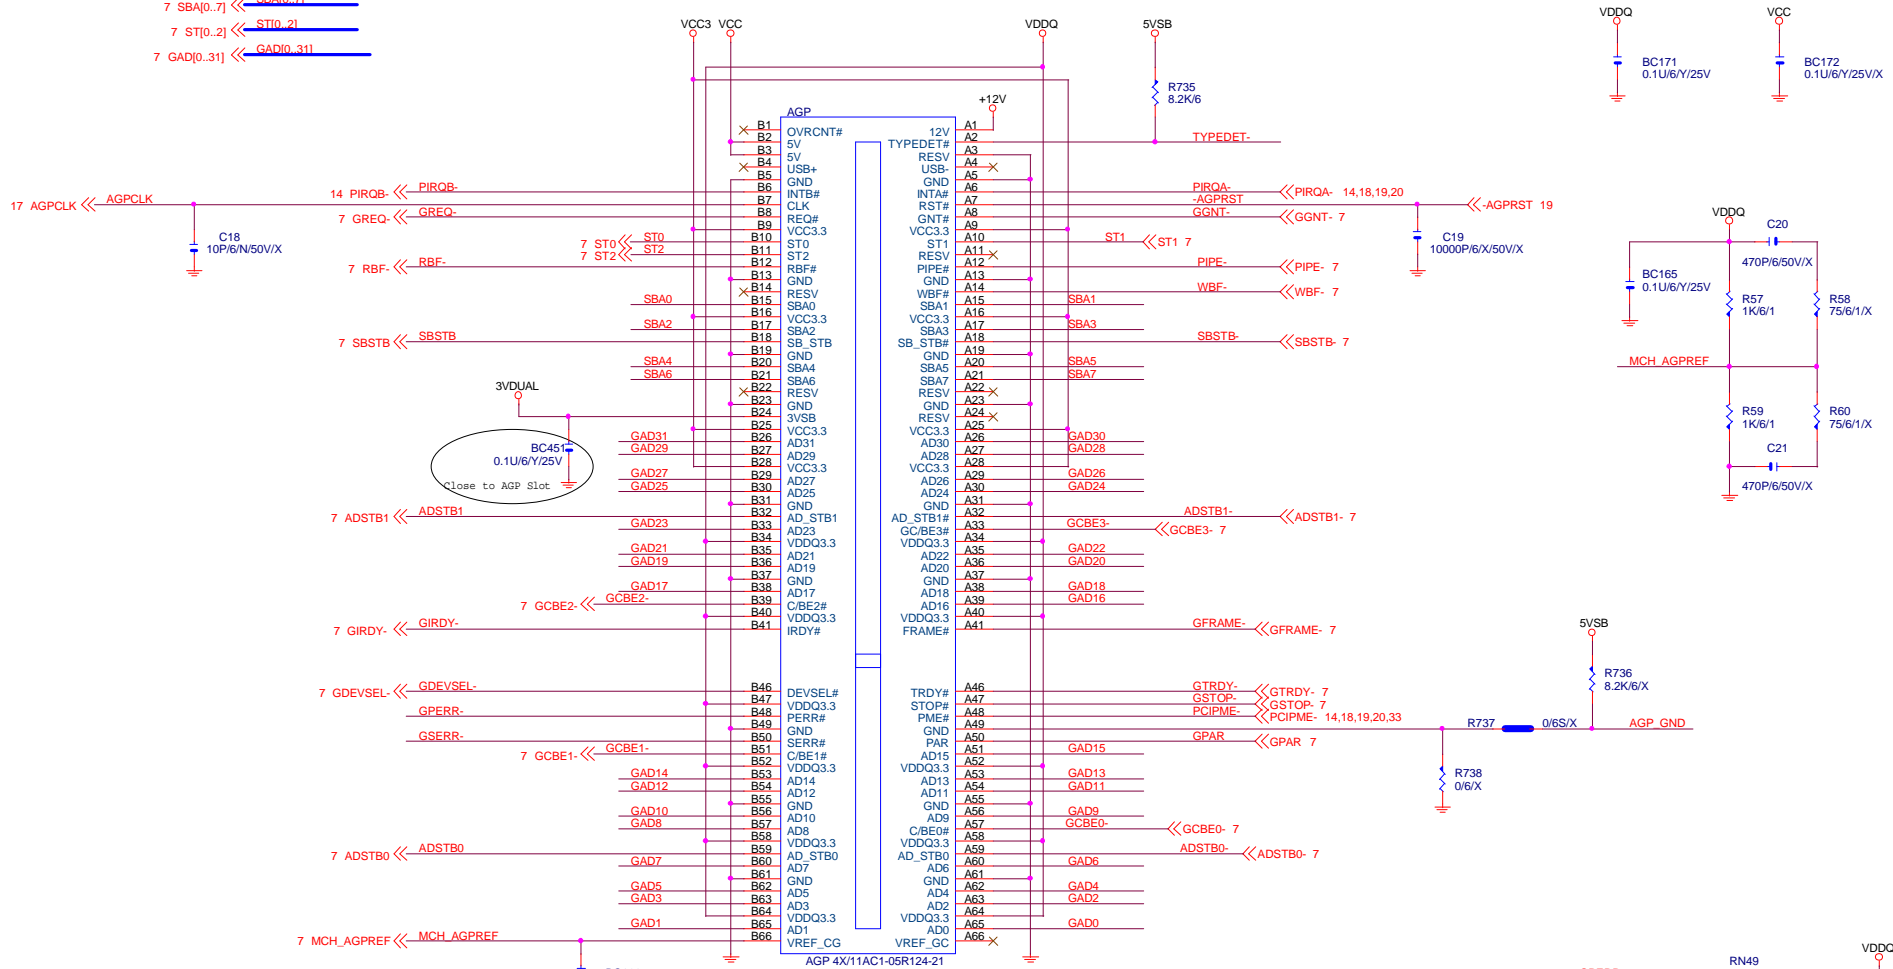 7 SBA[0..7]
7 ST[0..2] ST[0..2]
7 GAD[0..31] GAD[0..31]
VCC3 VCC VDDQ 5VSB VDDQ VCC
BC171 0.1U/6/Y/25V
BC172 0.1U/6/Y/25V/X
R735 8.2K/6
+12V
AGP
B1 OVRCNT# 12V A1
B2 5V TYPEDET# A2 TYPEDET-
B3 5V RESV A3
B4 USB+ USB- A4
B5 GND GND A5
14 PIRQB- PIRQB- B6 INTB# INTA# A6 PIRQA- PIRQA- 14,18,19,20
17 AGPCLK AGPCLK B7 CLK RST# A7 -AGPRST -AGPRST 19
7 GREQ- GREQ- B8 REQ# GNT# A8 GGNT- GGNT- 7
B9 VCC3.3 VCC3.3 A9
7 ST0 ST0 B10 ST0 ST1 A10 ST1 ST1 7
7 ST2 ST2 B11 ST2 RESV A11
7 RBF- RBF- B12 RBF# PIPE# A12 PIPE- PIPE- 7
B13 GND GND A13
B14 RESV WBF# A14 WBF- WBF- 7
SBA0 B15 SBA0 SBA1 A15 SBA1
B16 VCC3.3 VCC3.3 A16
SBA2 B17 SBA2 SBA3 A17 SBA3
7 SBSTB SBSTB B18 SB_STB SB_STB# A18 SBSTB- SBSTB- 7
B19 GND GND A19
SBA4 B20 SBA4 SBA5 A20 SBA5
SBA6 B21 SBA6 SBA7 A21 SBA7
B22 RESV RESV A22
B23 GND GND A23
B24 3VSB RESV A24
B25 VCC3.3 VCC3.3 A25
GAD31 B26 AD31 AD30 A26 GAD30
GAD29 B27 AD29 AD28 A27 GAD28
B28 VCC3.3 VCC3.3 A28
GAD27 B29 AD27 AD26 A29 GAD26
GAD25 B30 AD25 AD24 A30 GAD24
B31 GND GND A31
7 ADSTB1 ADSTB1 B32 AD_STB1 AD_STB1# A32 ADSTB1- ADSTB1- 7
GAD23 B33 AD23 GC/BE3# A33 GCBE3- GCBE3- 7
B34 VDDQ3.3 VDDQ3.3 A34
GAD21 B35 AD21 AD22 A35 GAD22
GAD19 B36 AD19 AD20 A36 GAD20
B37 GND GND A37
GAD17 B38 AD17 AD18 A38 GAD18
7 GCBE2- GCBE2- B39 C/BE2# AD16 A39 GAD16
B40 VDDQ3.3 VDDQ3.3 A40
7 GIRDY- GIRDY- B41 IRDY# FRAME# A41 GFRAME- GFRAME- 7
7 GDEVSEL- GDEVSEL- B46 DEVSEL# TRDY# A46 GTRDY- GTRDY- 7
B47 VDDQ3.3 STOP# A47 GSTOP- GSTOP- 7
GPERR- B48 PERR# PME# A48 PCIPME- PCIPME- 14,18,19,20,33
B49 GND GND A49
GSERR- B50 SERR# PAR A50 GPAR GPAR 7
7 GCBE1- GCBE1- B51 C/BE1# AD15 A51 GAD15
B52 VDDQ3.3 VDDQ3.3 A52
GAD14 B53 AD14 AD13 A53 GAD13
GAD12 B54 AD12 AD11 A54 GAD11
B55 GND GND A55
GAD10 B56 AD10 AD9 A56 GAD9
GAD8 B57 AD8 C/BE0# A57 GCBE0- GCBE0- 7
B58 VDDQ3.3 VDDQ3.3 A58
7 ADSTB0 ADSTB0 B59 AD_STB0 AD_STB0 A59 ADSTB0- ADSTB0- 7
GAD7 B60 AD7 AD6 A60 GAD6
B61 GND GND A61
GAD5 B62 AD5 AD4 A62 GAD4
GAD3 B63 AD3 AD2 A63 GAD2
B64 VDDQ3.3 VDDQ3.3 A64
GAD1 B65 AD1 AD0 A65 GAD0
7 MCH_AGPREF MCH_AGPREF B66 VREF_CG VREF_GC A66
AGP 4X/11AC1-05R124-21
C18
10P/6/N/50V/X
3VDUAL
BC451
0.1U/6/Y/25V
Close to AGP Slot
C19
10000P/6/X/50V/X
VDDQ
C20
470P/6/50V/X
BC165
0.1U/6/Y/25V
R57
1K/6/1
R58
75/6/1/X
MCH_AGPREF
R59
1K/6/1
R60
75/6/1/X
C21
470P/6/50V/X
5VSB
R736
8.2K/6/X
R737 0/6S/X AGP_GND
R738
0/6/X
VDDQ
RN49